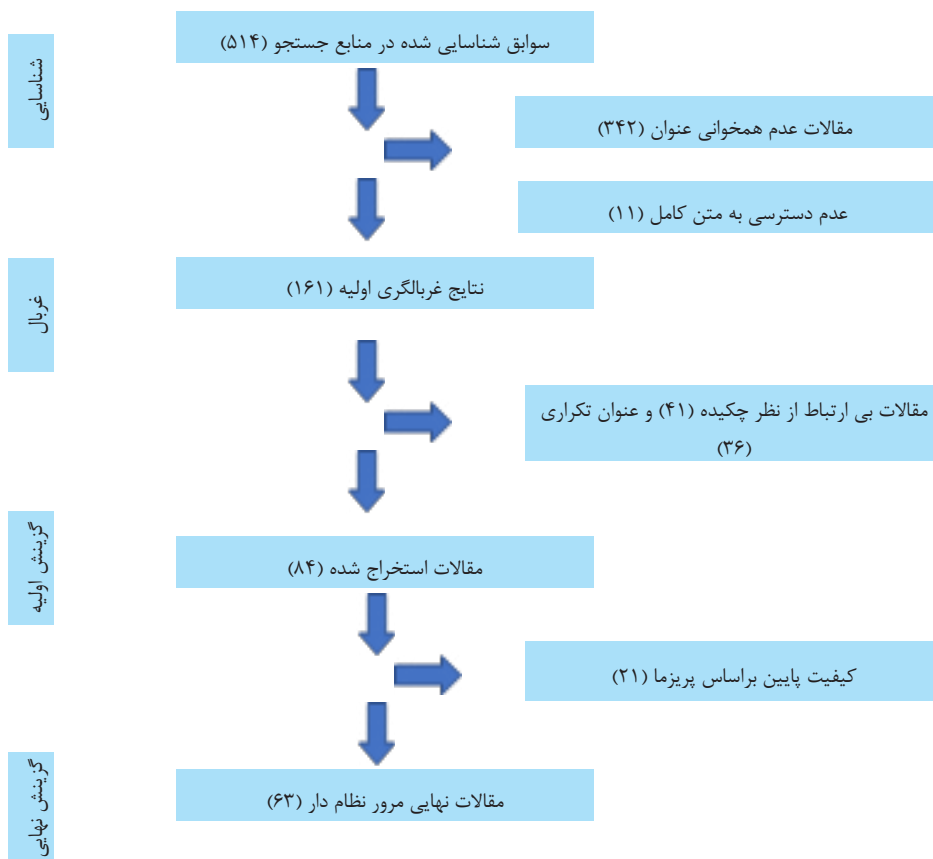 شناسایی
سوابق شناسایی شده در منابع جستجو (۵۱۴)
مقالات عدم همخوانی عنوان (۳۴۲)
عدم دسترسی به متن کامل (۱۱)
غربال
نتایج غربالگری اولیه (۱۶۱)
مقالات بی ارتباط از نظر چکیده (۴۱) و عنوان تکراری
(۳۶)
گزینش اولیه
مقالات استخراج شده (۸۴)
کیفیت پایین براساس پریزما (۲۱)
گزینش نهایی
مقالات نهایی مرور نظام دار (۶۳)